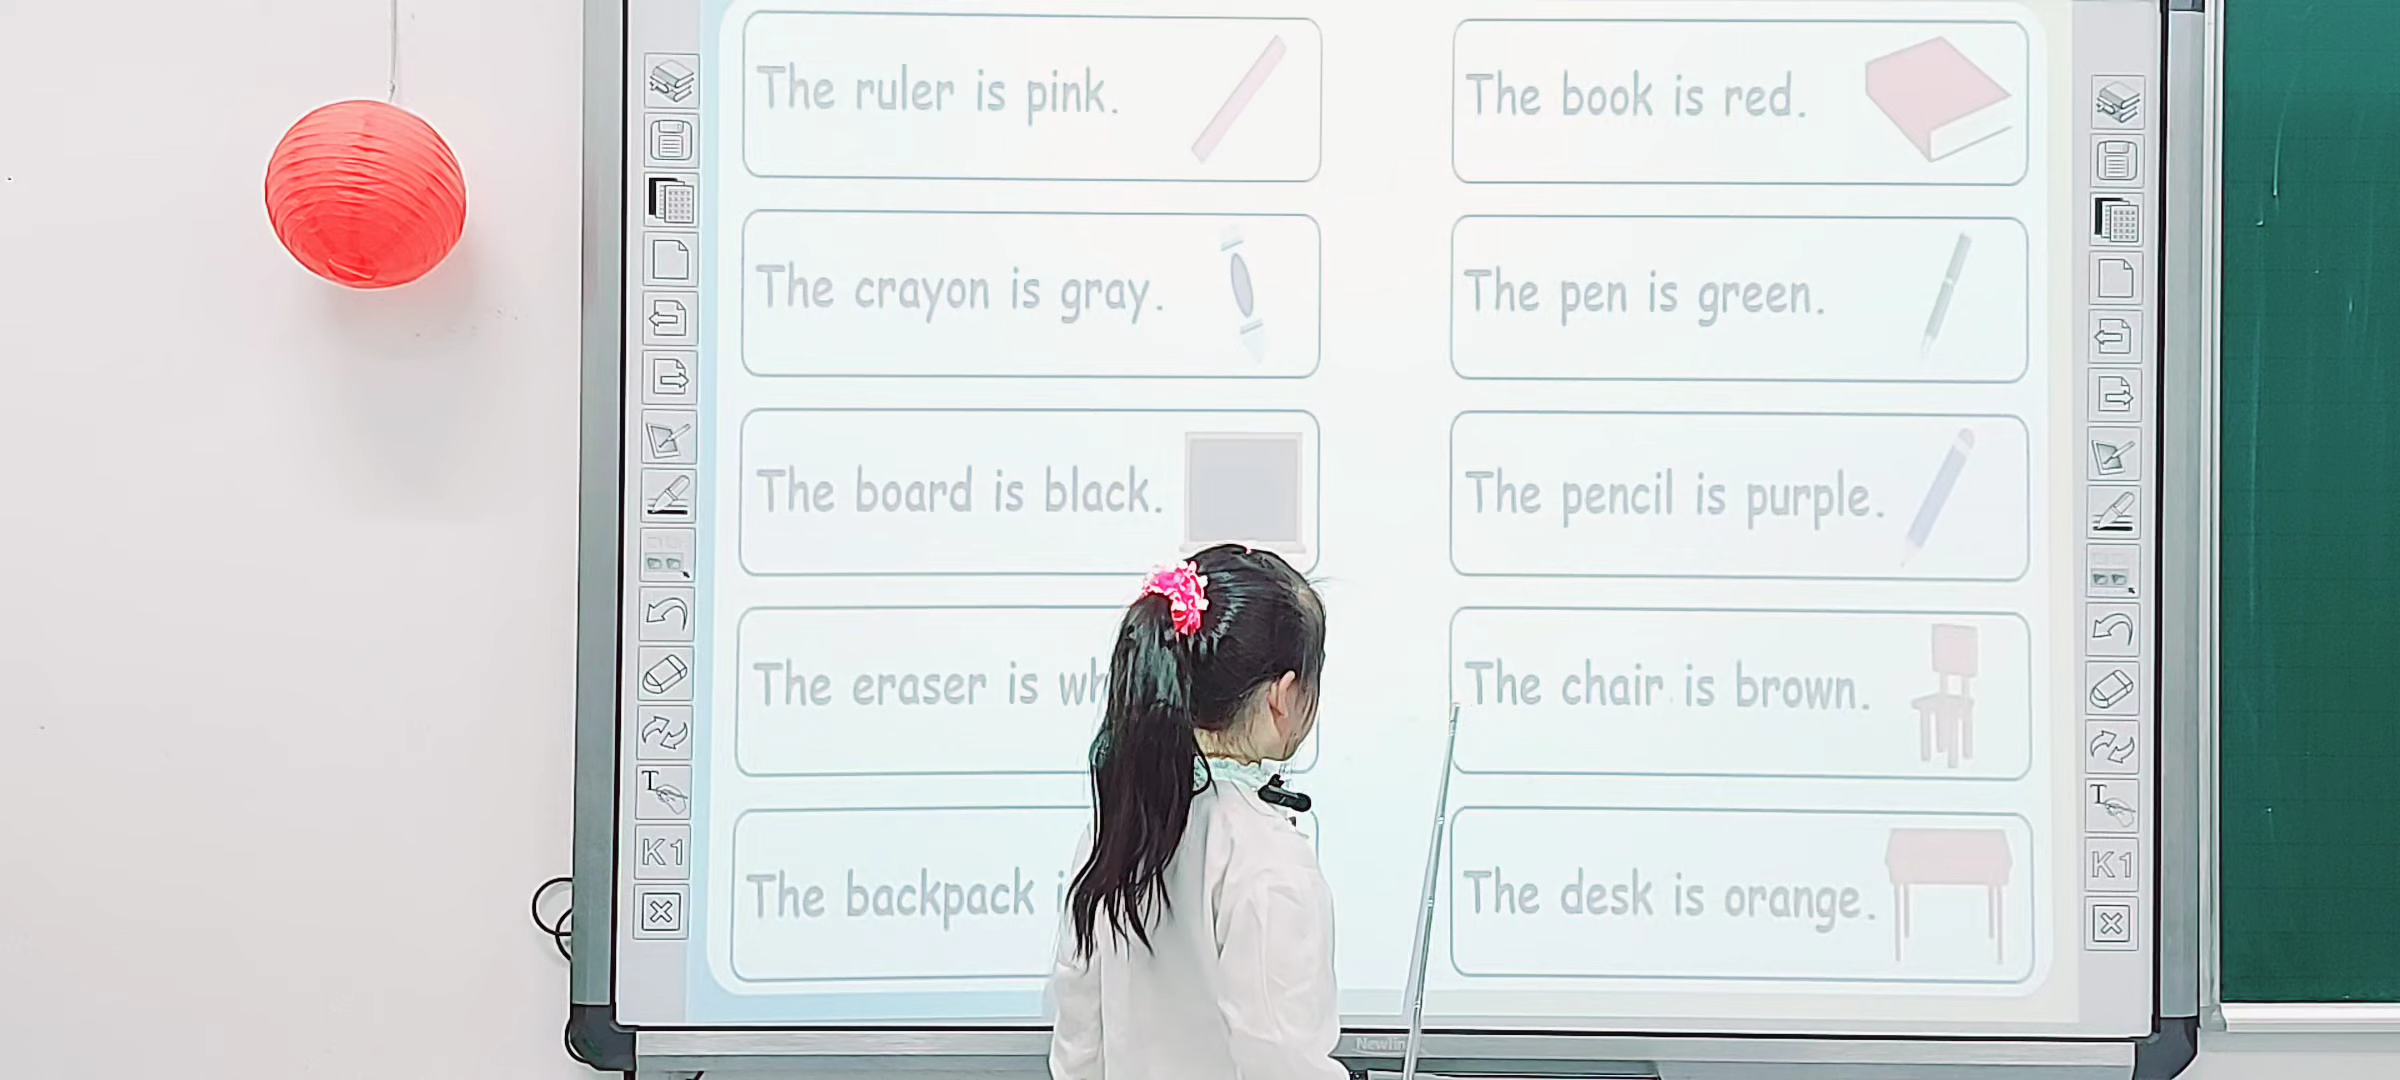 The ruler is pink.
The book is red.
The crayon is gray.
The pen is green.
The board is black.
The pencil is purple.
The eraser is
The chair is brown.
The backpack
The desk is orange.
T
K1
T
K1